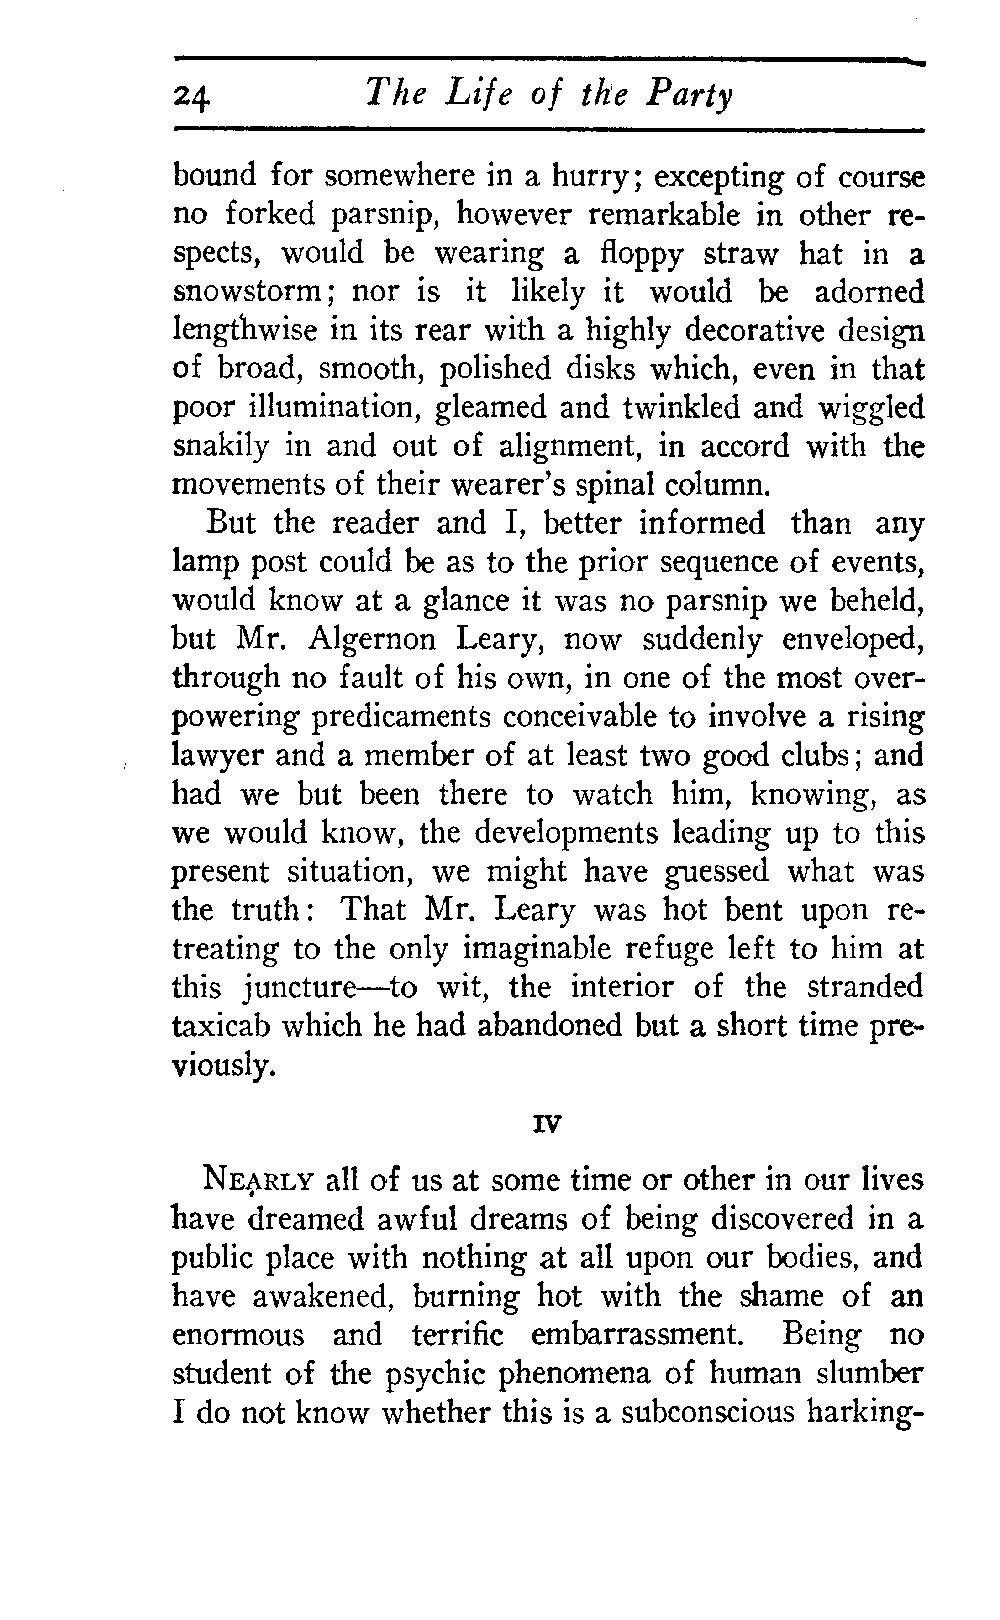 24 The Life of the Party
bound for somewhere in a hurry; excepting of course
no forked parsnip, however remarkable in other re-
spects, would be wearing a floppy straw hat in a
snowstorm; nor is it likely it would be adorned
lengthwise in its rear with a highly decorative design
of broad, smooth, polished disks which, even in that
poor illumination, gleamed and twinkled and wiggled
snakily in and out of alignment, in accord with the
movements of their wearer's spinal column.
But the reader and I, better informed than any
lamp post could be as to the prior sequence of events,
would know at a glance it was no parsnip we beheld,
but Mr. Algernon Leary, now suddenly enveloped,
through no fault of his own, in one of the most over-
powering predicaments conceivable to involve a rising
lawyer and a member of at least two good clubs; and
had we but been there to watch him, knowing, as
we would know, the developments leading up to this
present situation, we might have guessed what was
the truth: That Mr. Leary was hot bent upon re-
treating to the only imaginable refuge left to him at
this juncture—to wit, the interior of the stranded
taxicab which he had abandoned but a short time pre-
viously.
IV
NEARLY all of us at some time or other in our lives
have dreamed awful dreams of being discovered in a
public place with nothing at all upon our bodies, and
have awakened, burning hot with the shame of an
enormous and terrific embarrassment. Being no
student of the psychic phenomena of human slumber
I do not know whether this is a subconscious harking-